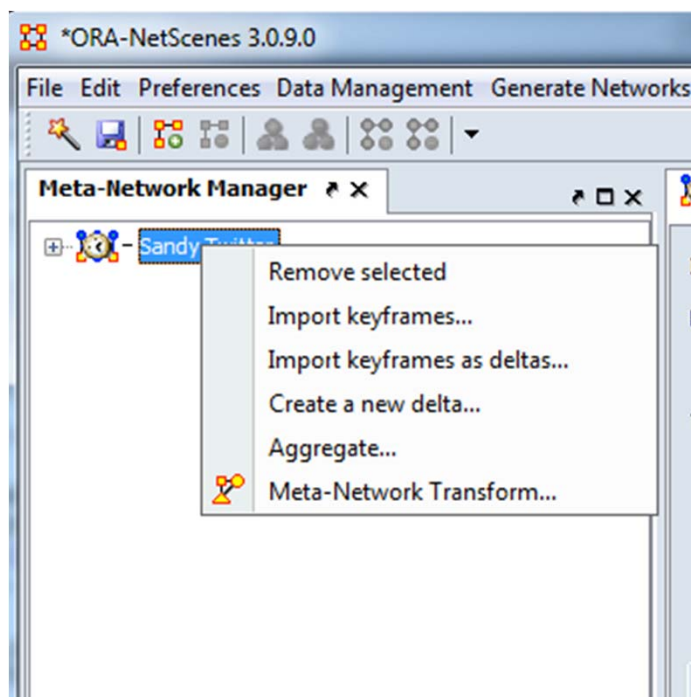 *ORA-NetScenes 3.0.9.0
File Edit Preferences Data Management Generate Networks
Meta-Network Manager
Sandy Twitter
Remove selected
Import keyframes...
Import keyframes as deltas...
Create a new delta...
Aggregate...
Meta-Network Transform...